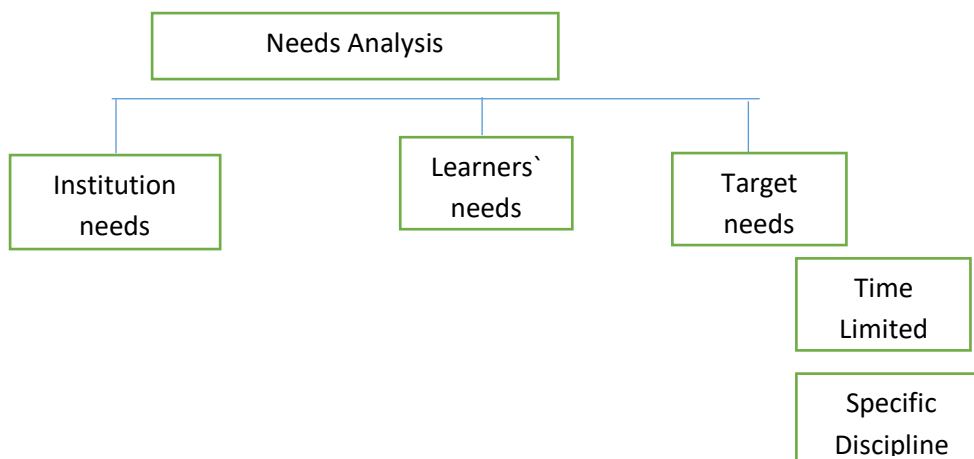 Needs Analysis
Institution
needs
Learners`
needs
Target
needs
Time
Limited
Specific
Discipline